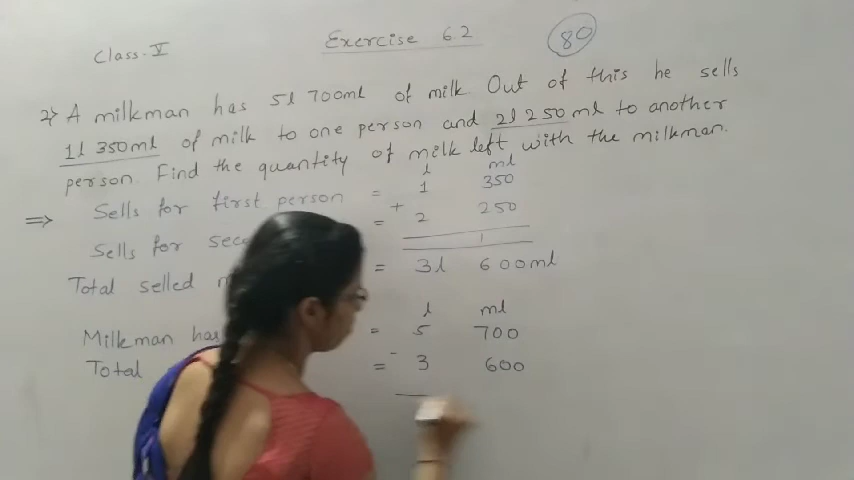 Class-V Exercise 62 80
2) A milkman has 5l 700ml of milk. Out of this he sells
1l 350ml of milk to one person and 2l 250ml to another
person. Find the quantity of milk left with the milkman.
l ml
⇒ Sells for first person = 1 350
Sells for = + 2 250
1
Total selled = 3l 600ml
l ml
Milkman has = 5 700
Total = - 3 600